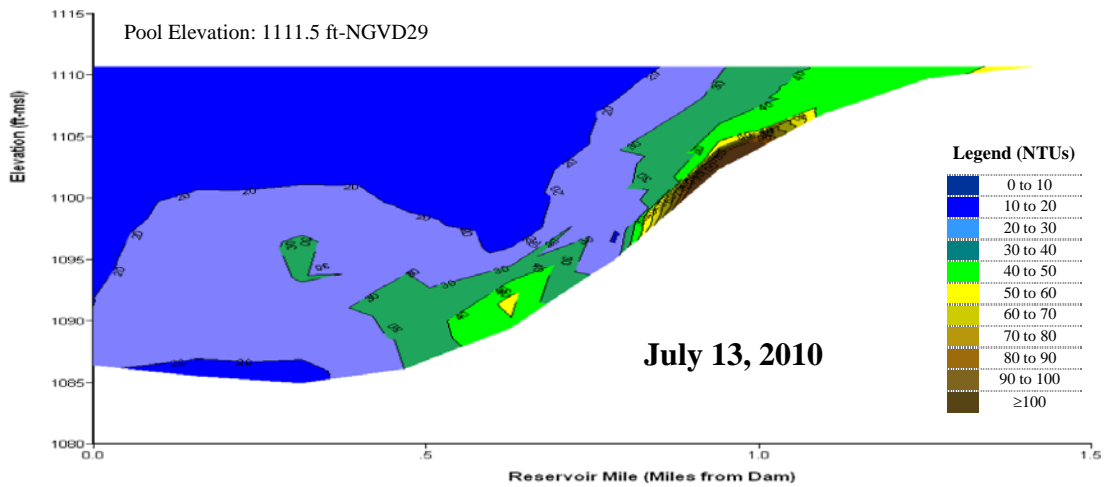 1115
Pool Elevation: 1111.5 ft-NGVD29
1110
1105
1100
1095
1090
1085
1080
Elevation (ft-msl)
July 13, 2010
Legend (NTUs)
0 to 10
10 to 20
20 to 30
30 to 40
40 to 50
50 to 60
60 to 70
70 to 80
80 to 90
90 to 100
≥100
0.0
.5
1.0
1.5
Reservoir Mile (Miles from Dam)